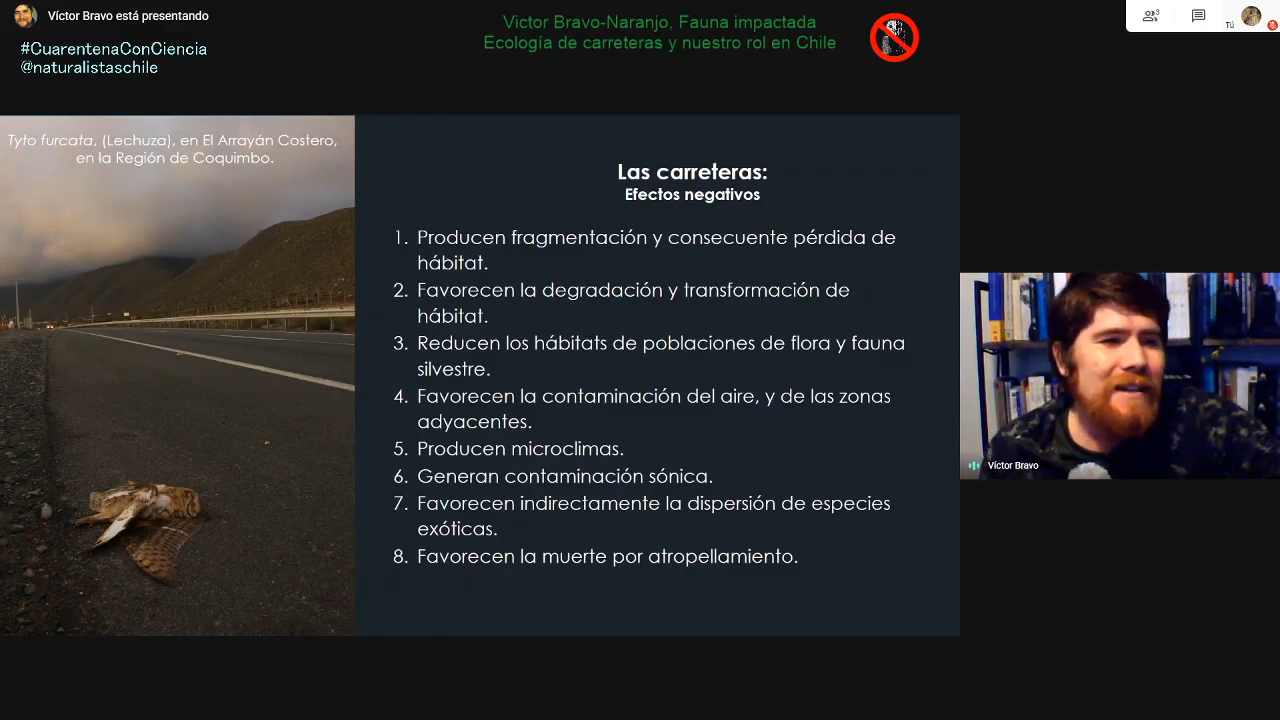 Víctor Bravo está presentando
#CuarentenaConCiencia
@naturalistaschile
Victor Bravo-Naranjo, Fauna impactada
Ecología de carreteras y nuestro rol en Chile
3
Tú
Tyto furcata, (Lechuza), en El Arrayán Costero,
en la Región de Coquimbo.
Las carreteras:
Efectos negativos
1. Producen fragmentación y consecuente pérdida de
hábitat.
2. Favorecen la degradación y transformación de
hábitat.
3. Reducen los hábitats de poblaciones de flora y fauna
silvestre.
4. Favorecen la contaminación del aire, y de las zonas
adyacentes.
5. Producen microclimas.
6. Generan contaminación sónica.
7. Favorecen indirectamente la dispersión de especies
exóticas.
8. Favorecen la muerte por atropellamiento.
Víctor Bravo